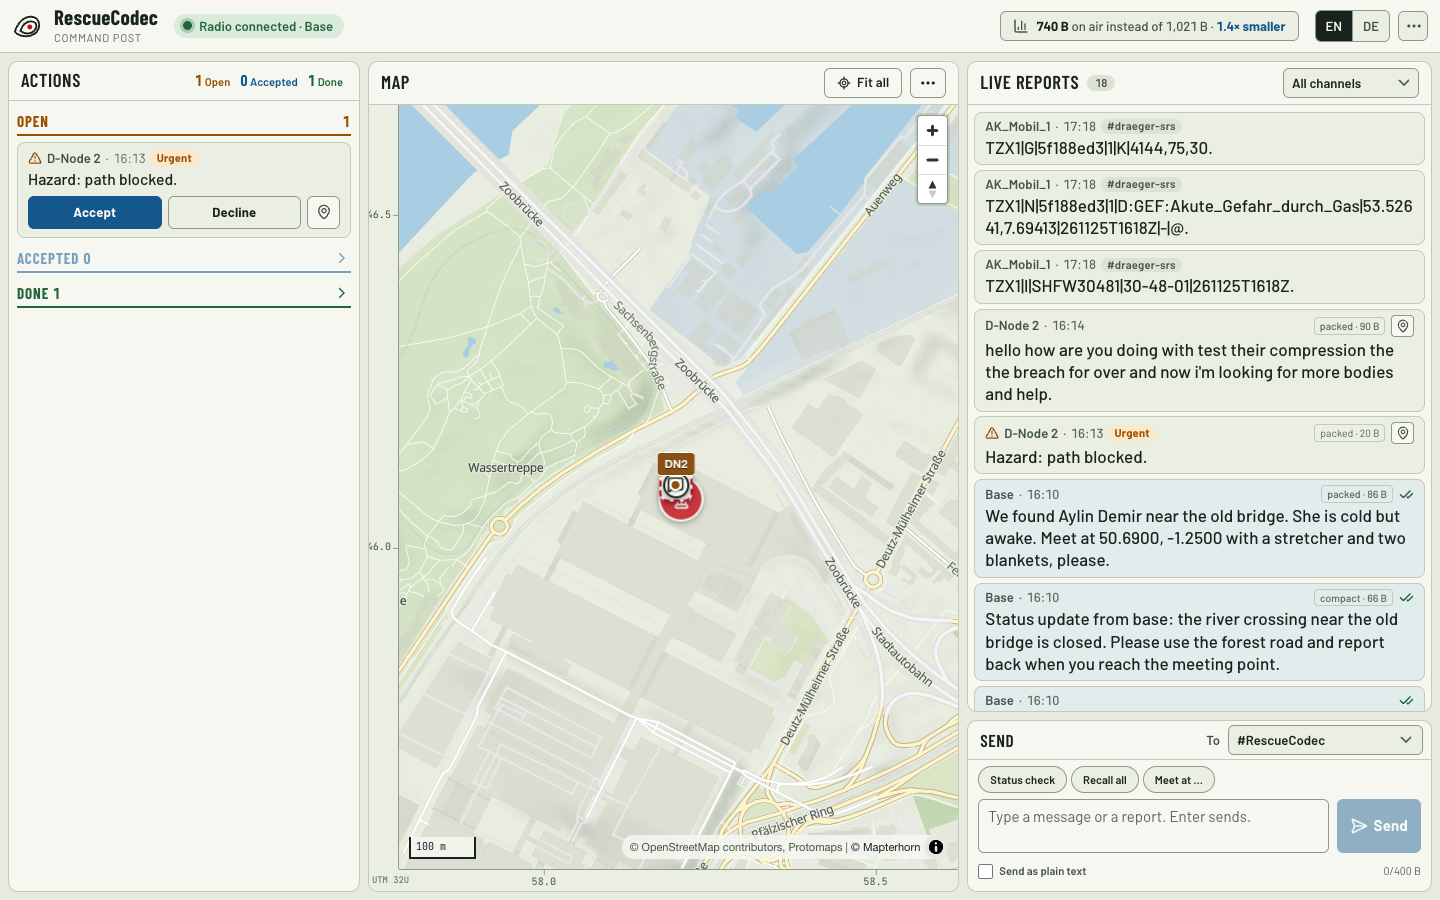 RescueCodec
COMMAND POST
Radio connected · Base
740 B on air instead of 1,021 B · 1.4× smaller
EN DE
ACTIONS
1 Open 0 Accepted 1 Done
OPEN 1
D-Node 2 · 16:13 Urgent
Hazard: path blocked.
Accept
Decline
ACCEPTED 0
DONE 1
MAP
Fit all
46.5
46.0
UTM 32U
58.0
58.5
Zoobrücke
Auenweg
Sachsenbergstraße
Zoobrücke
Wassertreppe
DN2
Deutz-Mülheimer Straße
Zoobrücke
Fe
e
Stadtautobahn
Deutz-Mülheimer Straße
Pfälzischer Ring
100 m
© OpenStreetMap contributors, Protomaps | © Mapterhorn
LIVE REPORTS 18
All channels
AK_Mobil_1 · 17:18 #draeger-srs
TZX1|G|5f188ed3|1|K|4144,75,30.
AK_Mobil_1 · 17:18 #draeger-srs
TZX1|N|5f188ed3|1|D:GEF:Akute_Gefahr_durch_Gas|53.526
41,7.69413|261125T1618Z|-|@.
AK_Mobil_1 · 17:18 #draeger-srs
TZX1|I|SHFW30481|30-48-01|261125T1618Z.
D-Node 2 · 16:14 packed · 90 B
hello how are you doing with test their compression the
the breach for over and now i'm looking for more bodies
and help.
D-Node 2 · 16:13 Urgent packed · 20 B
Hazard: path blocked.
Base · 16:10 packed · 86 B
We found Aylin Demir near the old bridge. She is cold but
awake. Meet at 50.6900, -1.2500 with a stretcher and two
blankets, please.
Base · 16:10 compact · 66 B
Status update from base: the river crossing near the old
bridge is closed. Please use the forest road and report
back when you reach the meeting point.
Base · 16:10
SEND
To #RescueCodec
Status check
Recall all
Meet at ...
Type a message or a report. Enter sends.
Send
Send as plain text
0/400 B